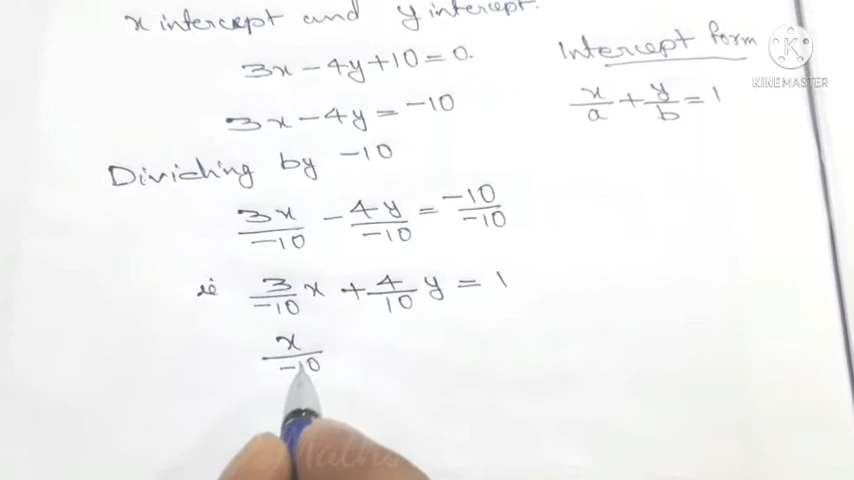 x intercept and y intercept.
3x - 4y + 10 = 0.
3x - 4y = -10
Dividing by -10
3x/-10 - 4y/-10 = -10/-10
ie 3/-10 x + 4/10 y = 1
x/-10
Intercept form
x/a + y/b = 1
KINEMASTER
Maths